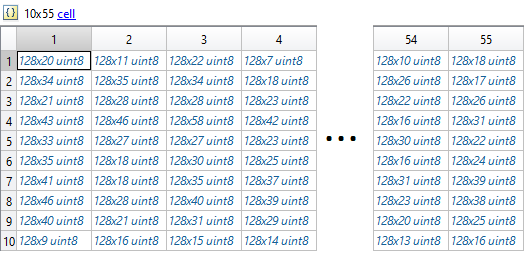 {} 10x55 cell
1 2 3 4 54 55
1 128x20 uint8 128x11 uint8 128x22 uint8 128x7 uint8 128x10 uint8 128x18 uint8
2 128x34 uint8 128x35 uint8 128x34 uint8 128x18 uint8 128x26 uint8 128x17 uint8
3 128x21 uint8 128x28 uint8 128x28 uint8 128x23 uint8 128x22 uint8 128x26 uint8
4 128x43 uint8 128x46 uint8 128x58 uint8 128x42 uint8 128x16 uint8 128x31 uint8
5 128x33 uint8 128x27 uint8 128x27 uint8 128x23 uint8 ••• 128x30 uint8 128x22 uint8
6 128x35 uint8 128x18 uint8 128x30 uint8 128x25 uint8 128x16 uint8 128x24 uint8
7 128x41 uint8 128x18 uint8 128x35 uint8 128x37 uint8 128x31 uint8 128x39 uint8
8 128x46 uint8 128x28 uint8 128x40 uint8 128x39 uint8 128x23 uint8 128x38 uint8
9 128x40 uint8 128x21 uint8 128x31 uint8 128x29 uint8 128x20 uint8 128x25 uint8
10 128x9 uint8 128x16 uint8 128x15 uint8 128x14 uint8 128x13 uint8 128x16 uint8